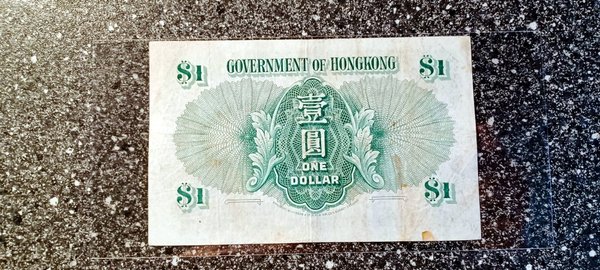 $1 GOVERNMENT OF HONGKONG $1
壹
圓
ONE
DOLLAR
$1 $1